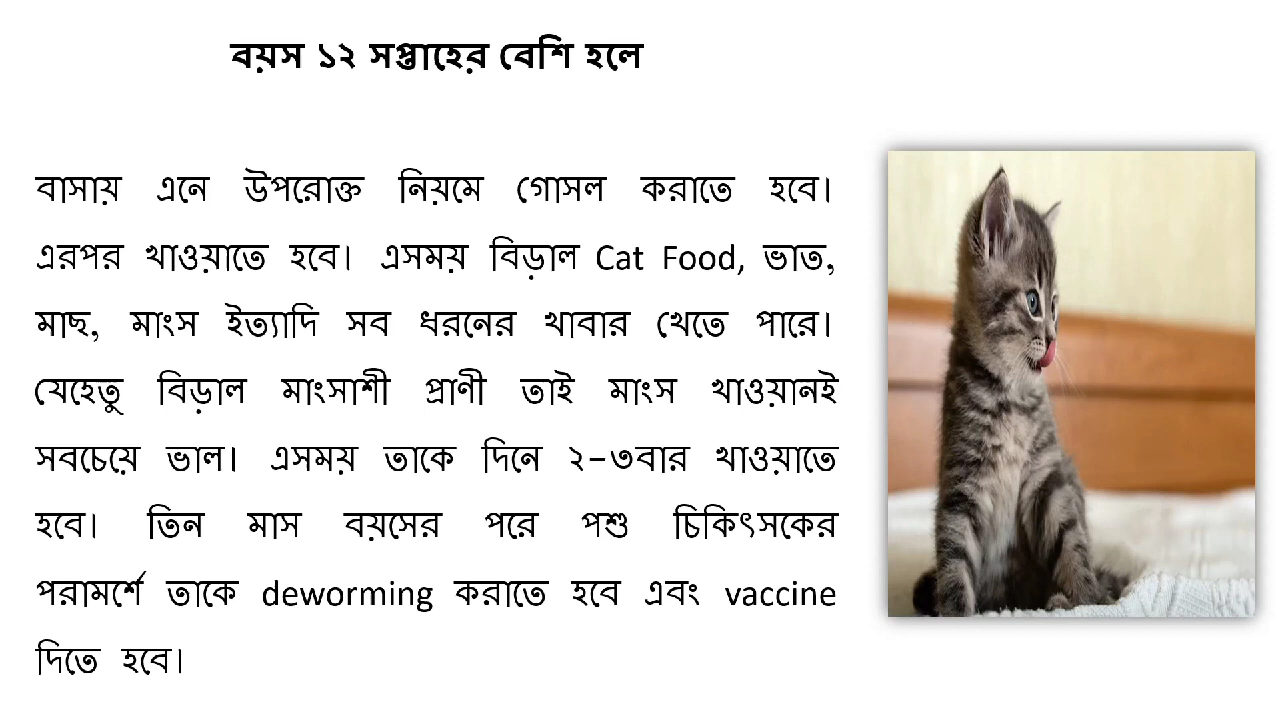 বয়স ১২ সপ্তাহের বেশি হলে
বাসায় এনে উপরোক্ত নিয়মে গোসল করাতে হবে।
এরপর খাওয়াতে হবে। এসময় বিড়াল Cat Food, ভাত,
মাছ, মাংস ইত্যাদি সব ধরনের খাবার খেতে পারে।
যেহেতু বিড়াল মাংসাশী প্রাণী তাই মাংস খাওয়ানই
সবচেয়ে ভাল। এসময় তাকে দিনে ২-৩বার খাওয়াতে
হবে। তিন মাস বয়সের পরে পশু চিকিৎসকের
পরামর্শে তাকে deworming করাতে হবে এবং vaccine
দিতে হবে।